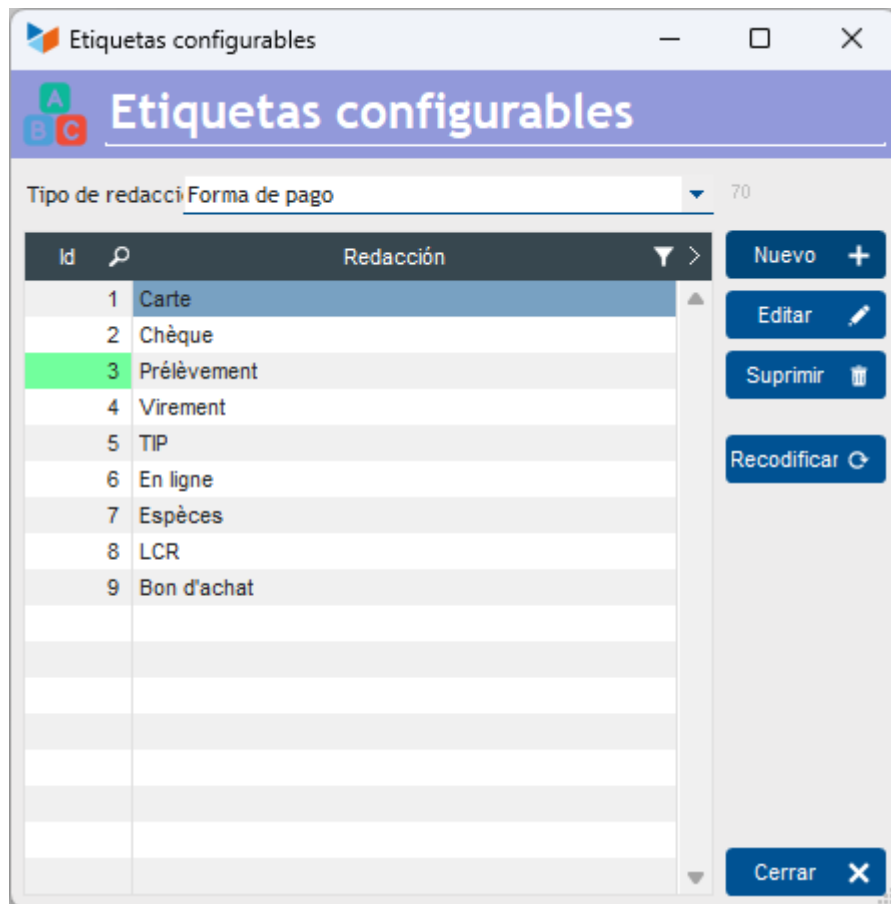 Etiquetas configurables
A
B C
Etiquetas configurables
Tipo de redacci Forma de pago 70
Id Redacción
Nuevo
1 Carte
Editar
2 Chèque
3 Prélèvement
Suprimir
4 Virement
5 TIP
Recodificar
6 En ligne
7 Espèces
8 LCR
9 Bon d'achat
Cerrar